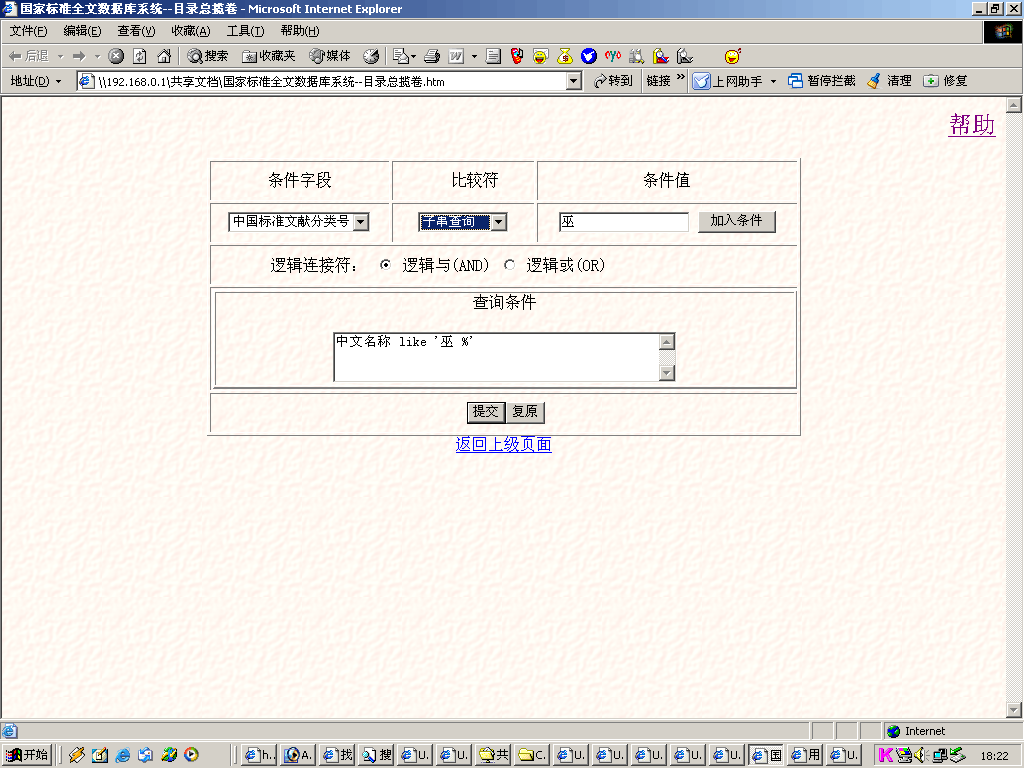 国家标准全文数据库系统--目录总揽卷 - Microsoft Internet Explorer
文件(F) 编辑(E) 查看(V) 收藏(A) 工具(T) 帮助(H)
后退 搜索 收藏夹 媒体
地址(D) \\192.168.0.1\共享文档\国家标准全文数据库系统--目录总揽卷.htm 转到 链接 » 上网助手 暂停拦截 清理 修复
帮助
条件字段 比较符 条件值
中国标准文献分类号 子串查询 巫 加入条件
逻辑连接符： 逻辑与(AND) 逻辑或(OR)
查询条件
中文名称 like '巫 %'
提交 复原
返回上级页面
Internet
开始 h.. A. 找 搜 U. U. 共 C. U. U. U. U. U. 国 用 U. 18:22